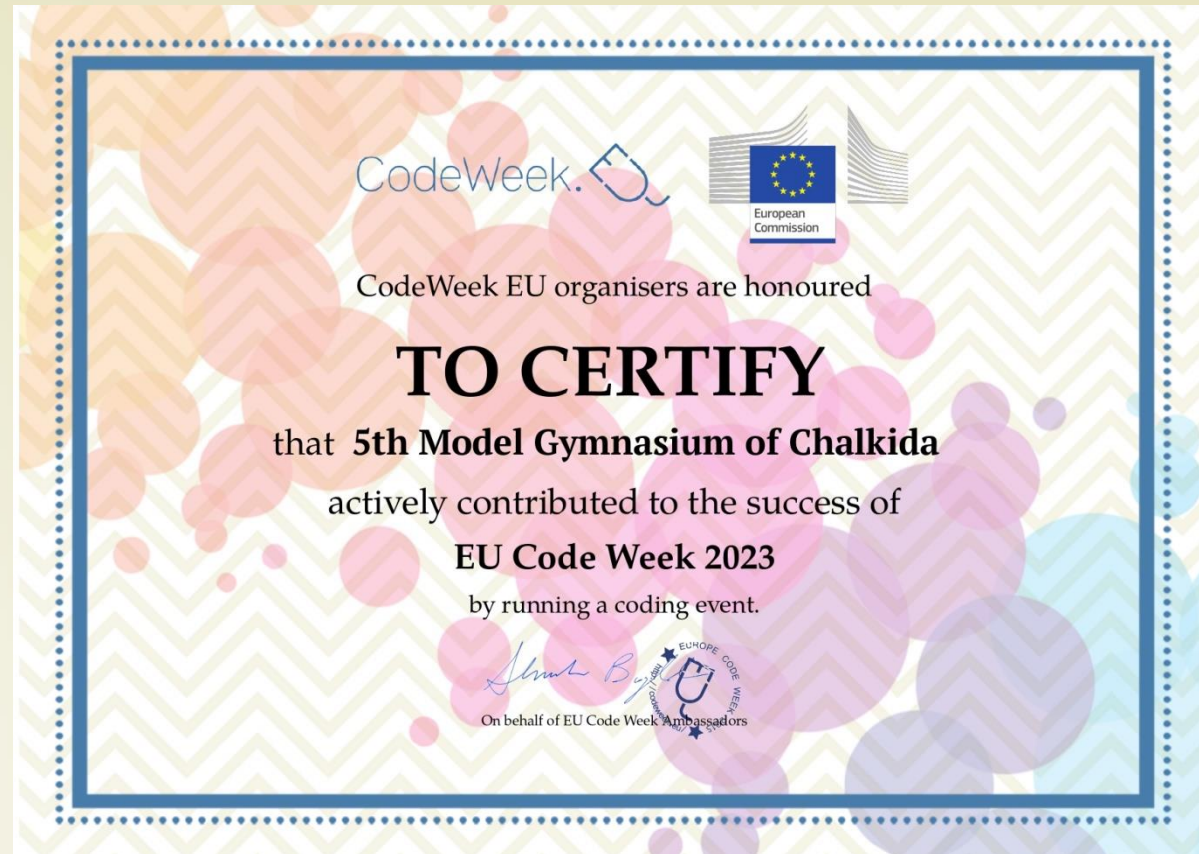 CodeWeek.EU
European
Commission
CodeWeek EU organisers are honoured
TO CERTIFY
that 5th Model Gymnasium of Chalkida
actively contributed to the success of
EU Code Week 2023
by running a coding event.
EUROPE CODE WEEK 2015
On behalf of EU Code Week Ambassadors